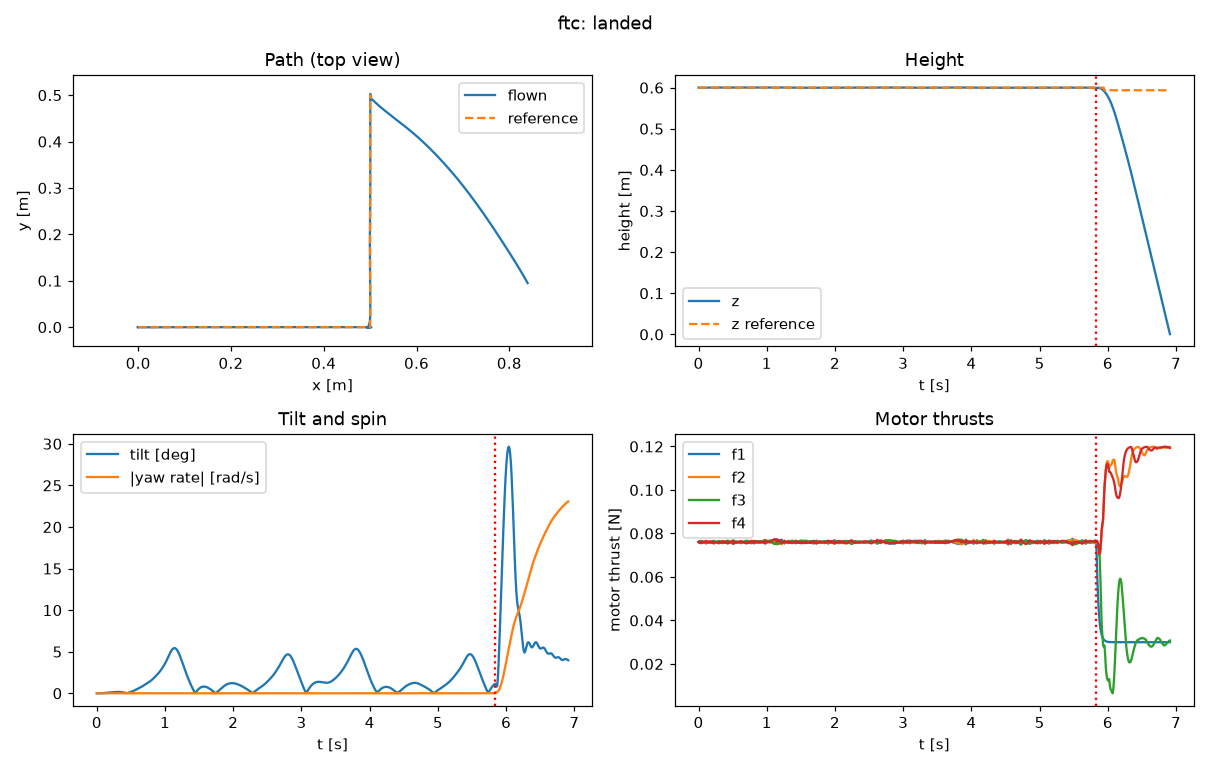 ftc: landed
Path (top view)
0.5
0.4
0.3
0.2
0.1
0.0
y [m]
0.0 0.2 0.4 0.6 0.8
x [m]
flown
reference
Height
0.6
0.5
0.4
0.3
0.2
0.1
0.0
height [m]
z
z reference
0 1 2 3 4 5 6 7
t [s]
Tilt and spin
30
25
20
15
10
5
0
tilt [deg]
|yaw rate| [rad/s]
0 1 2 3 4 5 6 7
t [s]
Motor thrusts
0.12
0.10
0.08
0.06
0.04
0.02
motor thrust [N]
f1
f2
f3
f4
0 1 2 3 4 5 6 7
t [s]